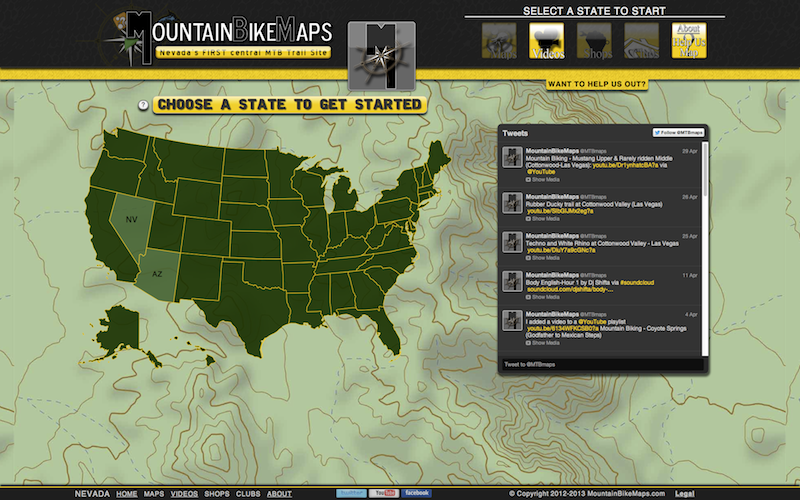 MountainBikeMaps
Nevada's FIRST central MTB Trail Site
SELECT A STATE TO START
Maps Videos Shops Clubs About
Help Us
Map
WANT TO HELP US OUT?
? CHOOSE A STATE TO GET STARTED
NV
AZ
Tweets
Follow @MTBmaps
MountainBikeMaps @MTBmaps 29 Apr
Mountain Biking - Mustang Upper & Rarely ridden Middle
(Cottonwood-Las Vegas): via
@YouTube
Show Media
MountainBikeMaps @MTBmaps 26 Apr
Rubber Ducky trail at Cottonwood Valley (Las Vegas)
youtu.be/SlbGIJMx2eg?a
Show Media
MountainBikeMaps @MTBmaps 25 Apr
Techno and White Rhino at Cottonwood Valley - (Las Vegas)
youtu.be/DluY7a9cGNc?a
Show Media
MountainBikeMaps @MTBmaps 11 Apr
Body English-Hour 1 by Dj Shifta via #soundcloud
soundcloud.com/djshifta/body-...
Show Media
MountainBikeMaps @MTBmaps 4 Apr
I added a video to a @YouTube playlist
youtu.be/6134WFKCSB0?a Mountain Biking - Coyote Springs
(Godfather to Mexican Steps)
Show Media
Tweet to @MTBmaps
NEVADA HOME MAPS VIDEOS SHOPS CLUBS ABOUT
twitter YouTube facebook
© Copyright 2012-2013 MountainBikeMaps.com Legal